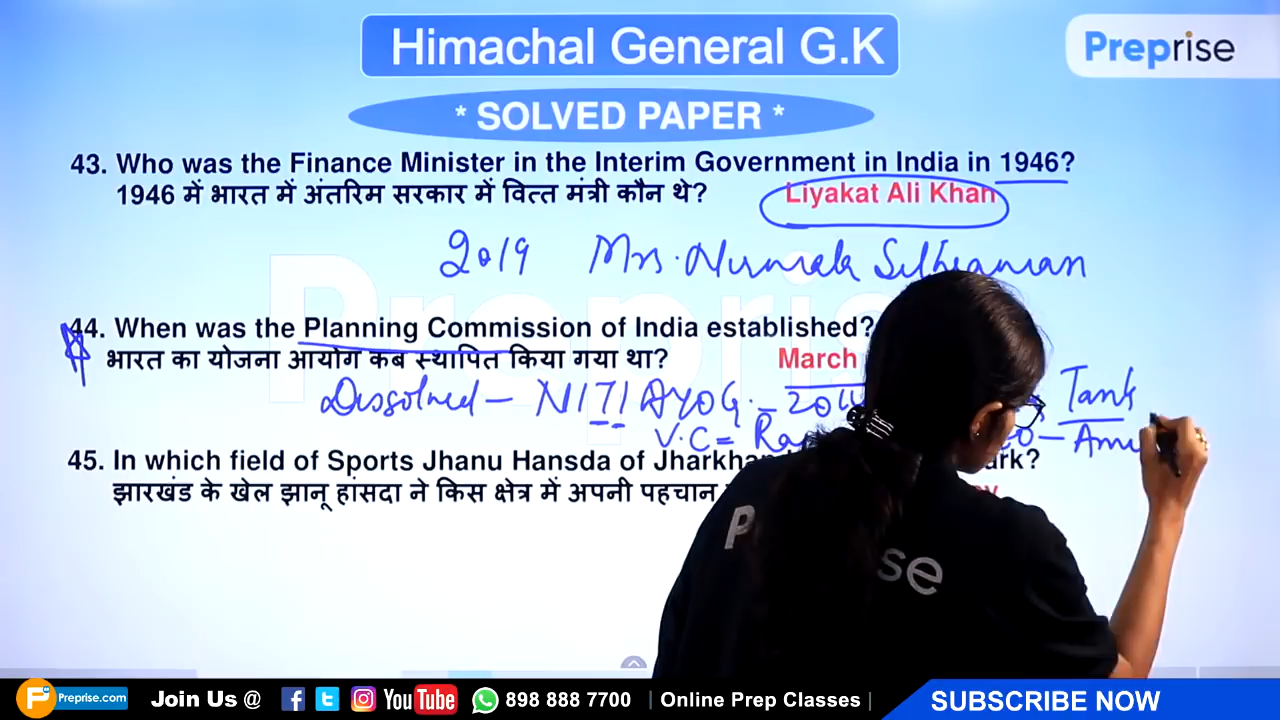 Himachal General G.K
Preprise
* SOLVED PAPER *
43. Who was the Finance Minister in the Interim Government in India in 1946?
1946 में भारत में अंतरिम सरकार में वित्त मंत्री कौन थे? Liyakat Ali Khan
2019 Mrs.
44. When was the Planning Commission of India established?
भारत का योजना आयोग कब स्थापित किया गया था? March
Dissolved - NITI AYOG - Tank
V.C =
45. In which field of Sports Jhanu Hansda of
झारखंड के खेल झानू हांसदा ने किस क्षेत्र में अपनी पहचान
Preprise.com Join Us @ YouTube 898 888 7700 | Online Prep Classes | SUBSCRIBE NOW